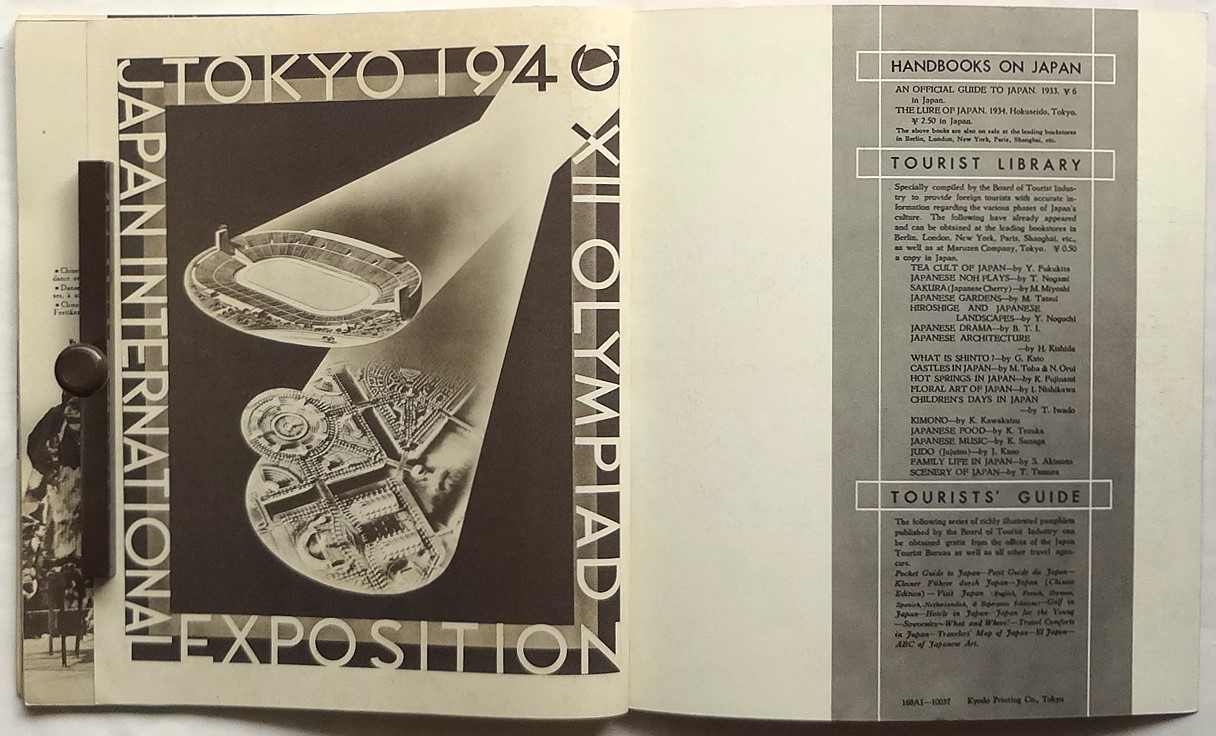 TOKYO 1940
XII OLYMPIAD
JAPAN INTERNATIONAL
EXPOSITION
HANDBOOKS ON JAPAN
AN OFFICIAL GUIDE TO JAPAN. 1933. ¥ 6
in Japan.
THE LURE OF JAPAN. 1934. Hokuseido, Tokyo.
¥ 2.50 in Japan.
The above books are also on sale at the leading bookstores
in Berlin, London, New York, Paris, Shanghai, etc.
TOURIST LIBRARY
Specially compiled by the Board of Tourist Indus-
try to provide foreign tourists with accurate in-
formation regarding the various phases of Japan's
culture. The following have already appeared
and can be obtained at the leading bookstores in
Berlin, London, New York, Paris, Shanghai, etc.,
as well as at Maruzen Company, Tokyo. ¥ 0.50
a copy in Japan.
TEA CULT OF JAPAN—by Y. Fukukita
JAPANESE NOH PLAYS—by T. Nogami
SAKURA (Japanese Cherry)—by M. Miyoshi
JAPANESE GARDENS—by M. Tatsui
HIROSHIGE AND JAPANESE
LANDSCAPES—by Y. Noguchi
JAPANESE DRAMA—by B. T. I.
JAPANESE ARCHITECTURE
—by H. Kishida
WHAT IS SHINTO?—by G. Kato
CASTLES IN JAPAN—by M. Toba & N. Orui
HOT SPRINGS IN JAPAN—by K. Fujinami
FLORAL ART OF JAPAN—by I. Nishikawa
CHILDREN'S DAYS IN JAPAN
—by T. Iwado
KIMONO—by K. Kawakatsu
JAPANESE FOOD—by K. Tezuka
JAPANESE MUSIC—by K. Sunaga
JUDO (Jujutsu)—by J. Kano
FAMILY LIFE IN JAPAN—by S. Akimoto
SCENERY OF JAPAN—by T. Tamura
TOURISTS' GUIDE
The following series of richly illustrated pamphlets
published by the Board of Tourist Industry can
be obtained gratis from the offices of the Japan
Tourist Bureau as well as all other travel agen-
cies.
Pocket Guide to Japan—Petit Guide du Japon—
Kleiner Führer durch Japan—Japan (Chinese
Edition)—Visit Japan (English, French, German,
Spanish, Netherlandish, & Esperanto Editions)—Golf in
Japan—Hotels in Japan—Japan for the Young
—Souvenirs—What and Where?—Travel Comforts
in Japan—Travelers' Map of Japan—El Japon—
ABC of Japanese Art.
168A1—10037 Kyodo Printing Co., Tokyo